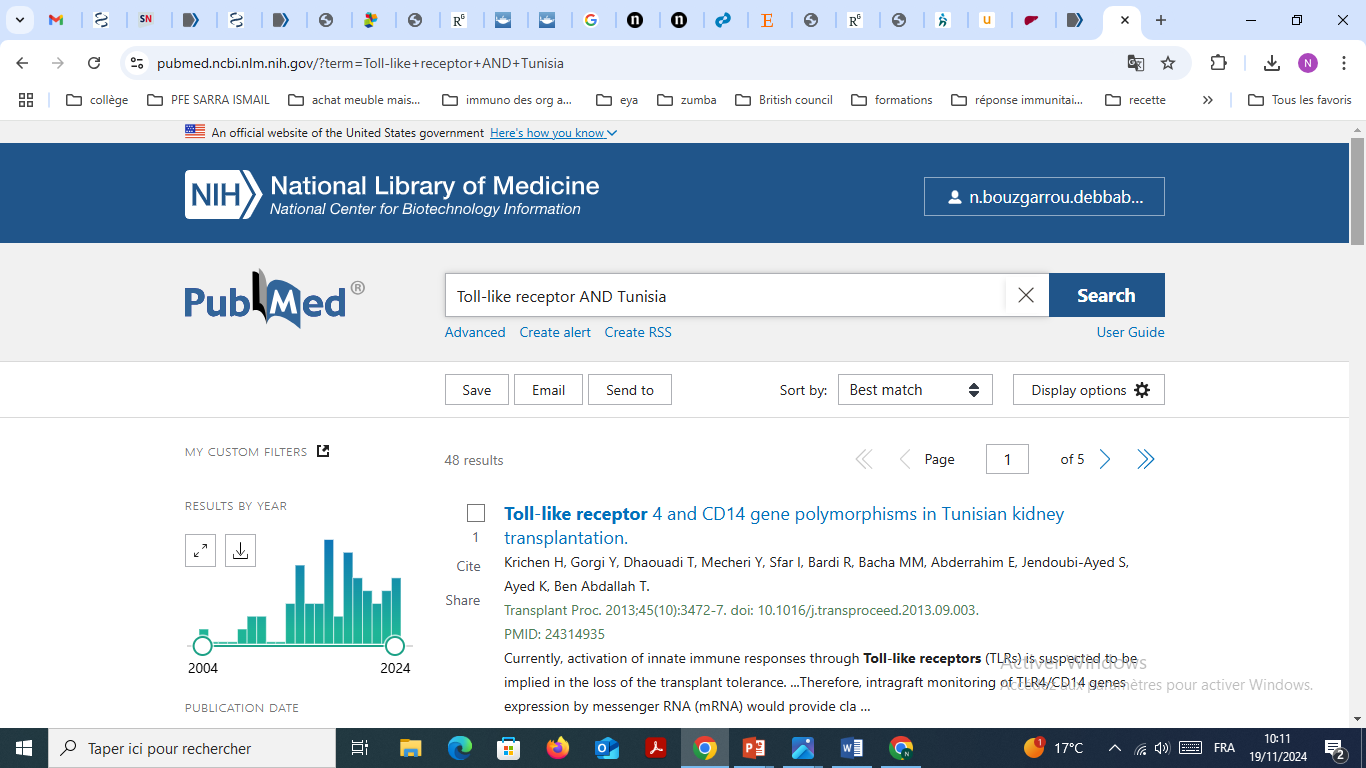 pubmed.ncbi.nlm.nih.gov/?term=Toll-like+receptor+AND+Tunisia
N
collège PFE SARRA ISMAIL achat meuble mais... immuno des org a... eya zumba British council formations réponse immunitai... recette » Tous les favoris
An official website of the United States government Here's how you know
NIH National Library of Medicine
National Center for Biotechnology Information
n.bouzgarrou.debbab...
PubMed®
Toll-like receptor AND Tunisia
Search
Advanced Create alert Create RSS User Guide
Save Email Send to Sort by: Best match Display options
MY CUSTOM FILTERS
48 results Page 1 of 5
RESULTS BY YEAR
2004 2024
PUBLICATION DATE
1
Cite
Share
Toll-like receptor 4 and CD14 gene polymorphisms in Tunisian kidney
transplantation.
Krichen H, Gorgi Y, Dhaouadi T, Mecheri Y, Sfar I, Bardi R, Bacha MM, Abderrahim E, Jendoubi-Ayed S,
Ayed K, Ben Abdallah T.
Transplant Proc. 2013;45(10):3472-7. doi: 10.1016/j.transproceed.2013.09.003.
PMID: 24314935
Currently, activation of innate immune responses through Toll-like receptors (TLRs) is suspected to be
implied in the loss of the transplant tolerance. ...Therefore, intragraft monitoring of TLR4/CD14 genes
expression by messenger RNA (mRNA) would provide cla ...
Activer Windows
Accédez aux paramètres pour activer Windows.
Taper ici pour rechercher
17°C FRA 10:11
19/11/2024
2